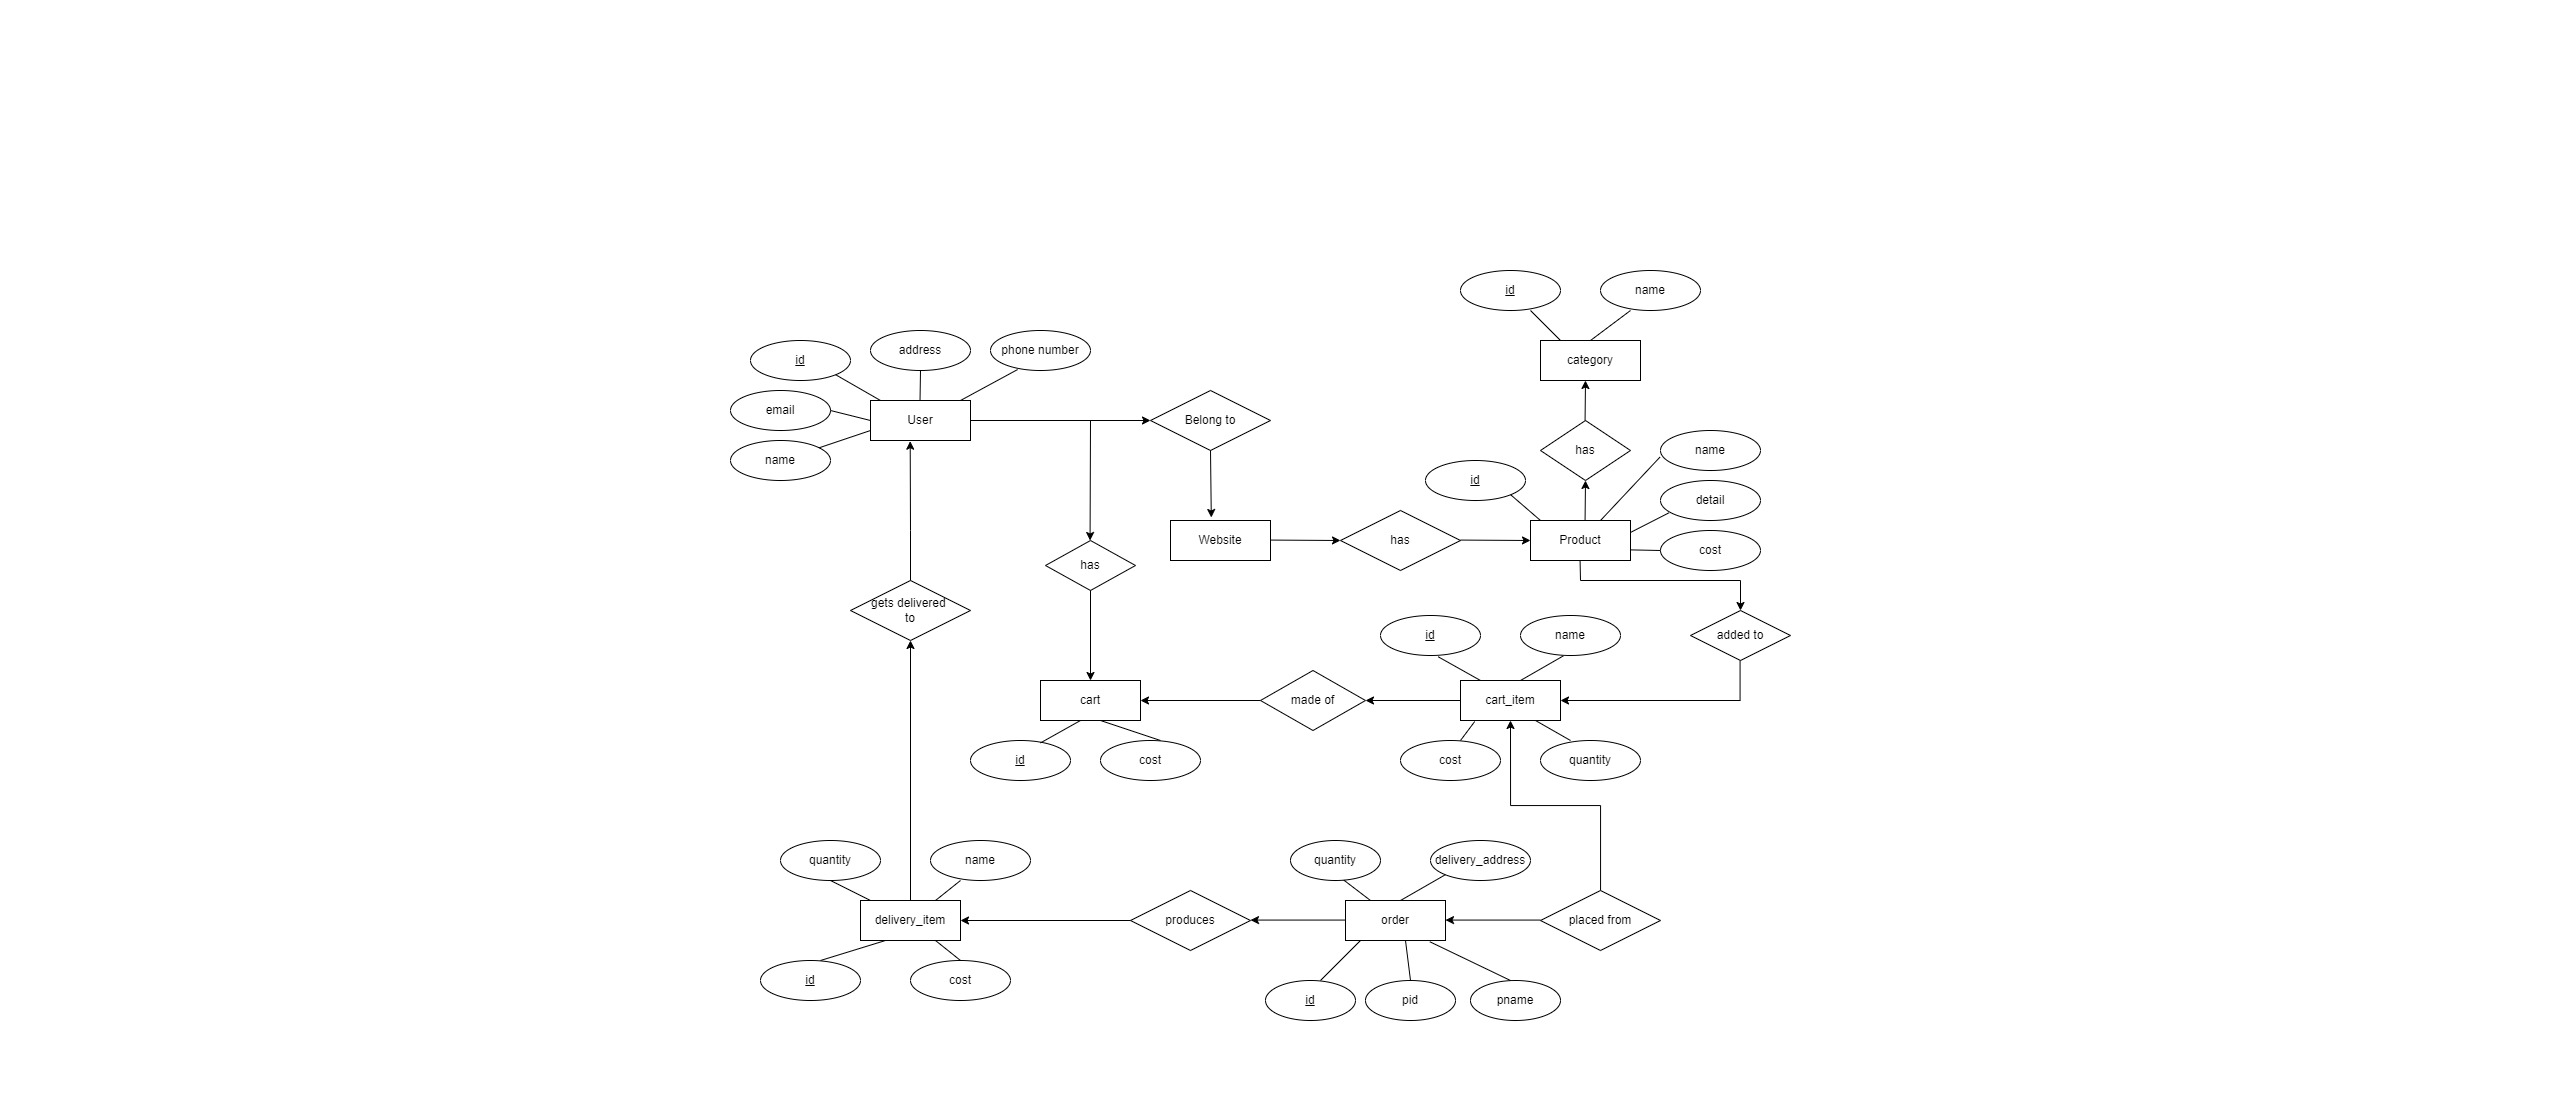 id
name
address
phone number
id
category
email
User
Belong to
name
has
name
id
detail
Website
has
Product
cost
has
gets delivered
to
id
name
added to
cart
made of
cart_item
id
cost
cost
quantity
quantity
name
quantity
delivery_address
delivery_item
produces
order
placed from
id
cost
id
pid
pname